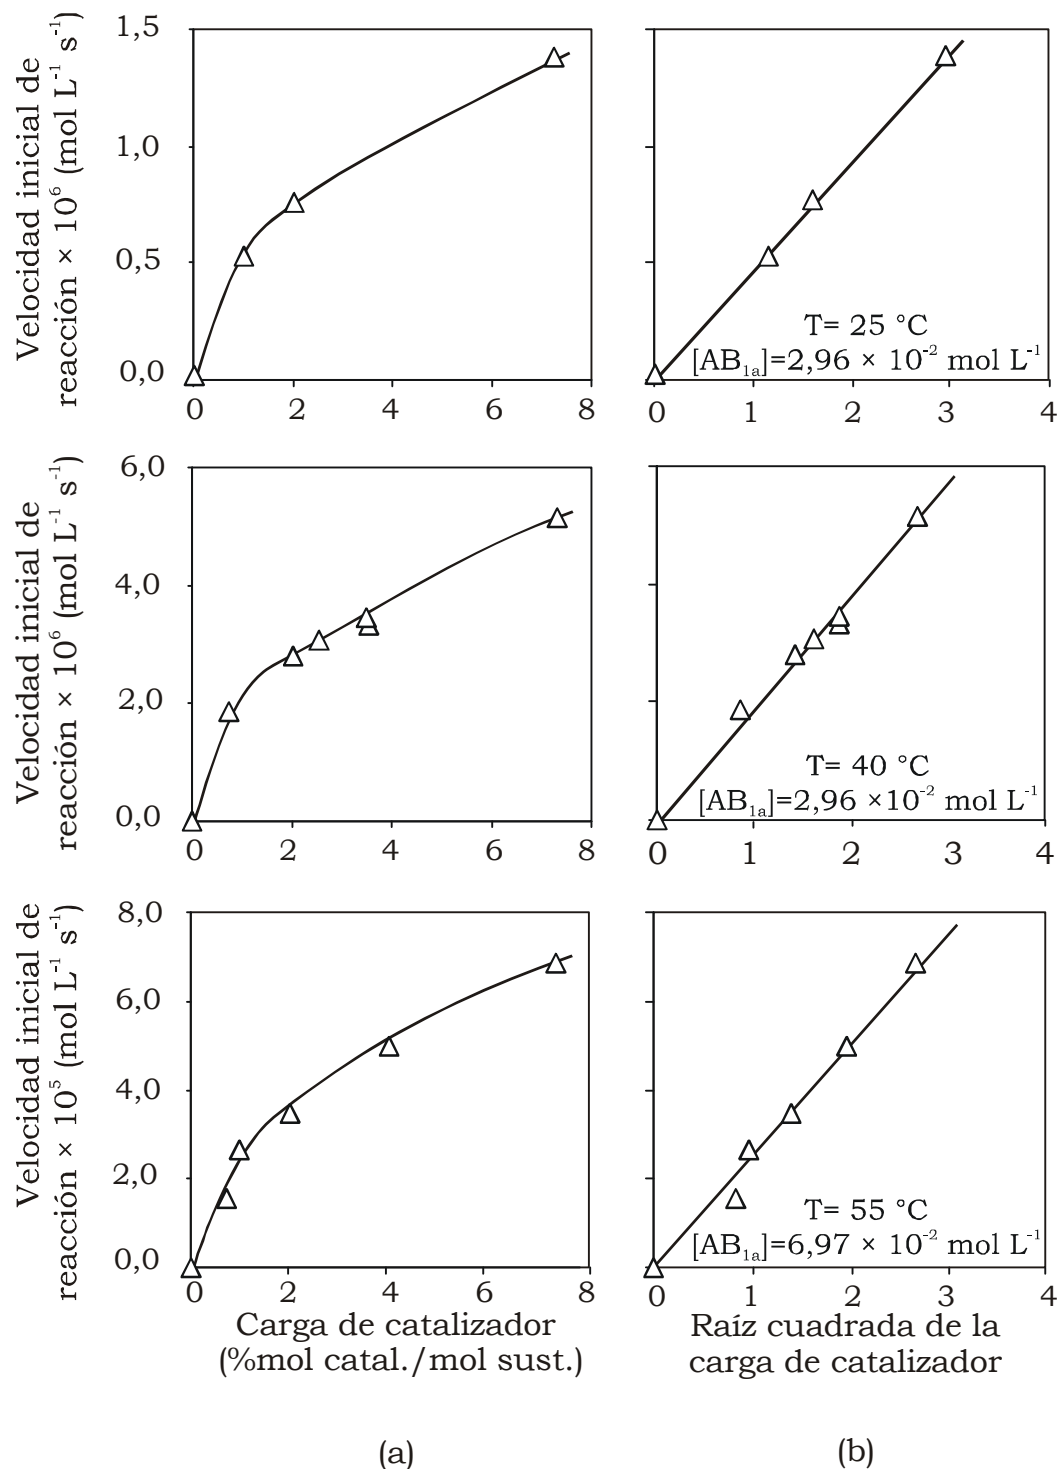 Velocidad inicial de
reacción × 10⁶ (mol L⁻¹ s⁻¹)
1,5
1,0
0,5
0,0
0 2 4 6 8
T= 25 °C
[AB₁ₐ]=2,96 × 10⁻² mol L⁻¹
0 1 2 3 4
Velocidad inicial de
reacción × 10⁶ (mol L⁻¹ s⁻¹)
6,0
4,0
2,0
0,0
0 2 4 6 8
T= 40 °C
[AB₁ₐ]=2,96 ×10⁻² mol L⁻¹
0 1 2 3 4
Velocidad inicial de
reacción × 10⁵ (mol L⁻¹ s⁻¹)
8,0
6,0
4,0
2,0
0,0
0 2 4 6 8
Carga de catalizador
(%mol catal./mol sust.)
T= 55 °C
[AB₁ₐ]=6,97 × 10⁻² mol L⁻¹
0 1 2 3 4
Raíz cuadrada de la
carga de catalizador
(a)
(b)